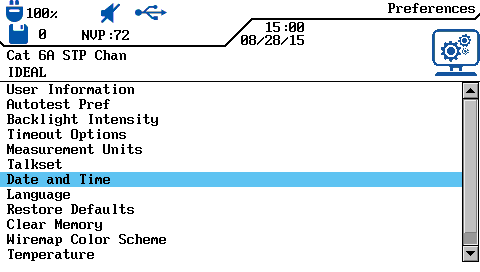 100%
Preferences
0 NVP:72
15:00
08/28/15
Cat 6A STP Chan
IDEAL
User Information
Autotest Pref
Backlight Intensity
Timeout Options
Measurement Units
Talkset
Date and Time
Language
Restore Defaults
Clear Memory
Wiremap Color Scheme
Temperature